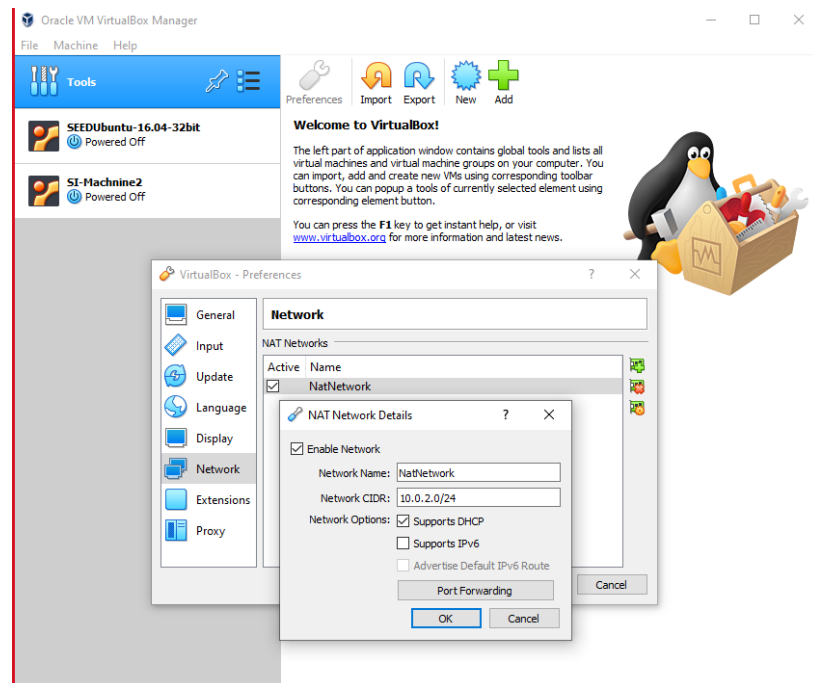 Oracle VM VirtualBox Manager
File Machine Help
Tools
Preferences Import Export New Add
SEEDUbuntu-16.04-32bit
Powered Off
SI-Machnine2
Powered Off
Welcome to VirtualBox!
The left part of application window contains global tools and lists all
virtual machines and virtual machine groups on your computer. You
can import, add and create new VMs using corresponding toolbar
buttons. You can popup a tools of currently selected element using
corresponding element button.
You can press the F1 key to get instant help, or visit
www.virtualbox.org for more information and latest news.
VirtualBox - Preferences ?
General
Input
Update
Language
Display
Network
Extensions
Proxy
Network
NAT Networks
Active Name
NatNetwork
Cancel
NAT Network Details ?
Enable Network
Network Name: NatNetwork
Network CIDR: 10.0.2.0/24
Network Options: Supports DHCP
Supports IPv6
Advertise Default IPv6 Route
Port Forwarding
OK Cancel